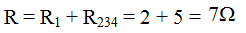 R = R₁ + R₂₃₄ = 2 + 5 = 7Ω